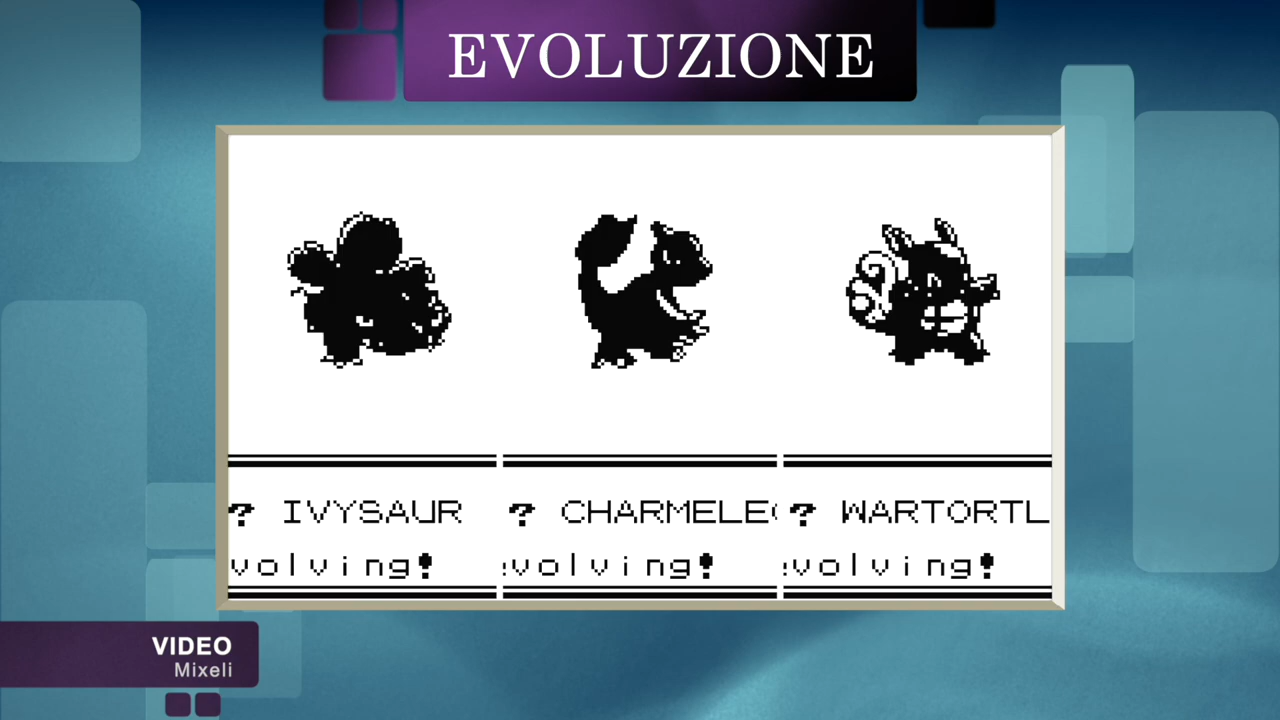 EVOLUZIONE
? IVYSAUR
volving!
? CHARMELE
volving!
? WARTORTL
volving!
VIDEO
Mixeli